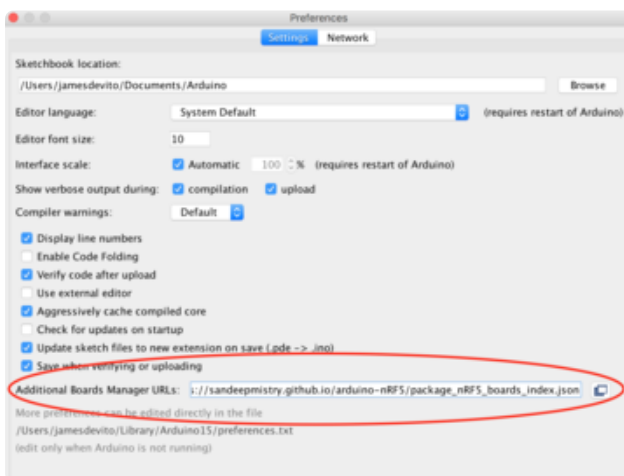 Preferences
Settings Network
Sketchbook location:
/Users/jamesdevito/Documents/Arduino Browse
Editor language: System Default (requires restart of Arduino)
Editor font size: 10
Interface scale: Automatic 100 % (requires restart of Arduino)
Show verbose output during: compilation upload
Compiler warnings: Default
Display line numbers
Enable Code Folding
Verify code after upload
Use external editor
Aggressively cache compiled core
Check for updates on startup
Update sketch files to new extension on save (.pde -> .ino)
Save when verifying or uploading
Additional Boards Manager URLs: s://sandeepmistry.github.io/arduino-nRF5/package_nRF5_boards_index.json
More preferences can be edited directly in the file
/Users/jamesdevito/Library/Arduino15/preferences.txt
(edit only when Arduino is not running)